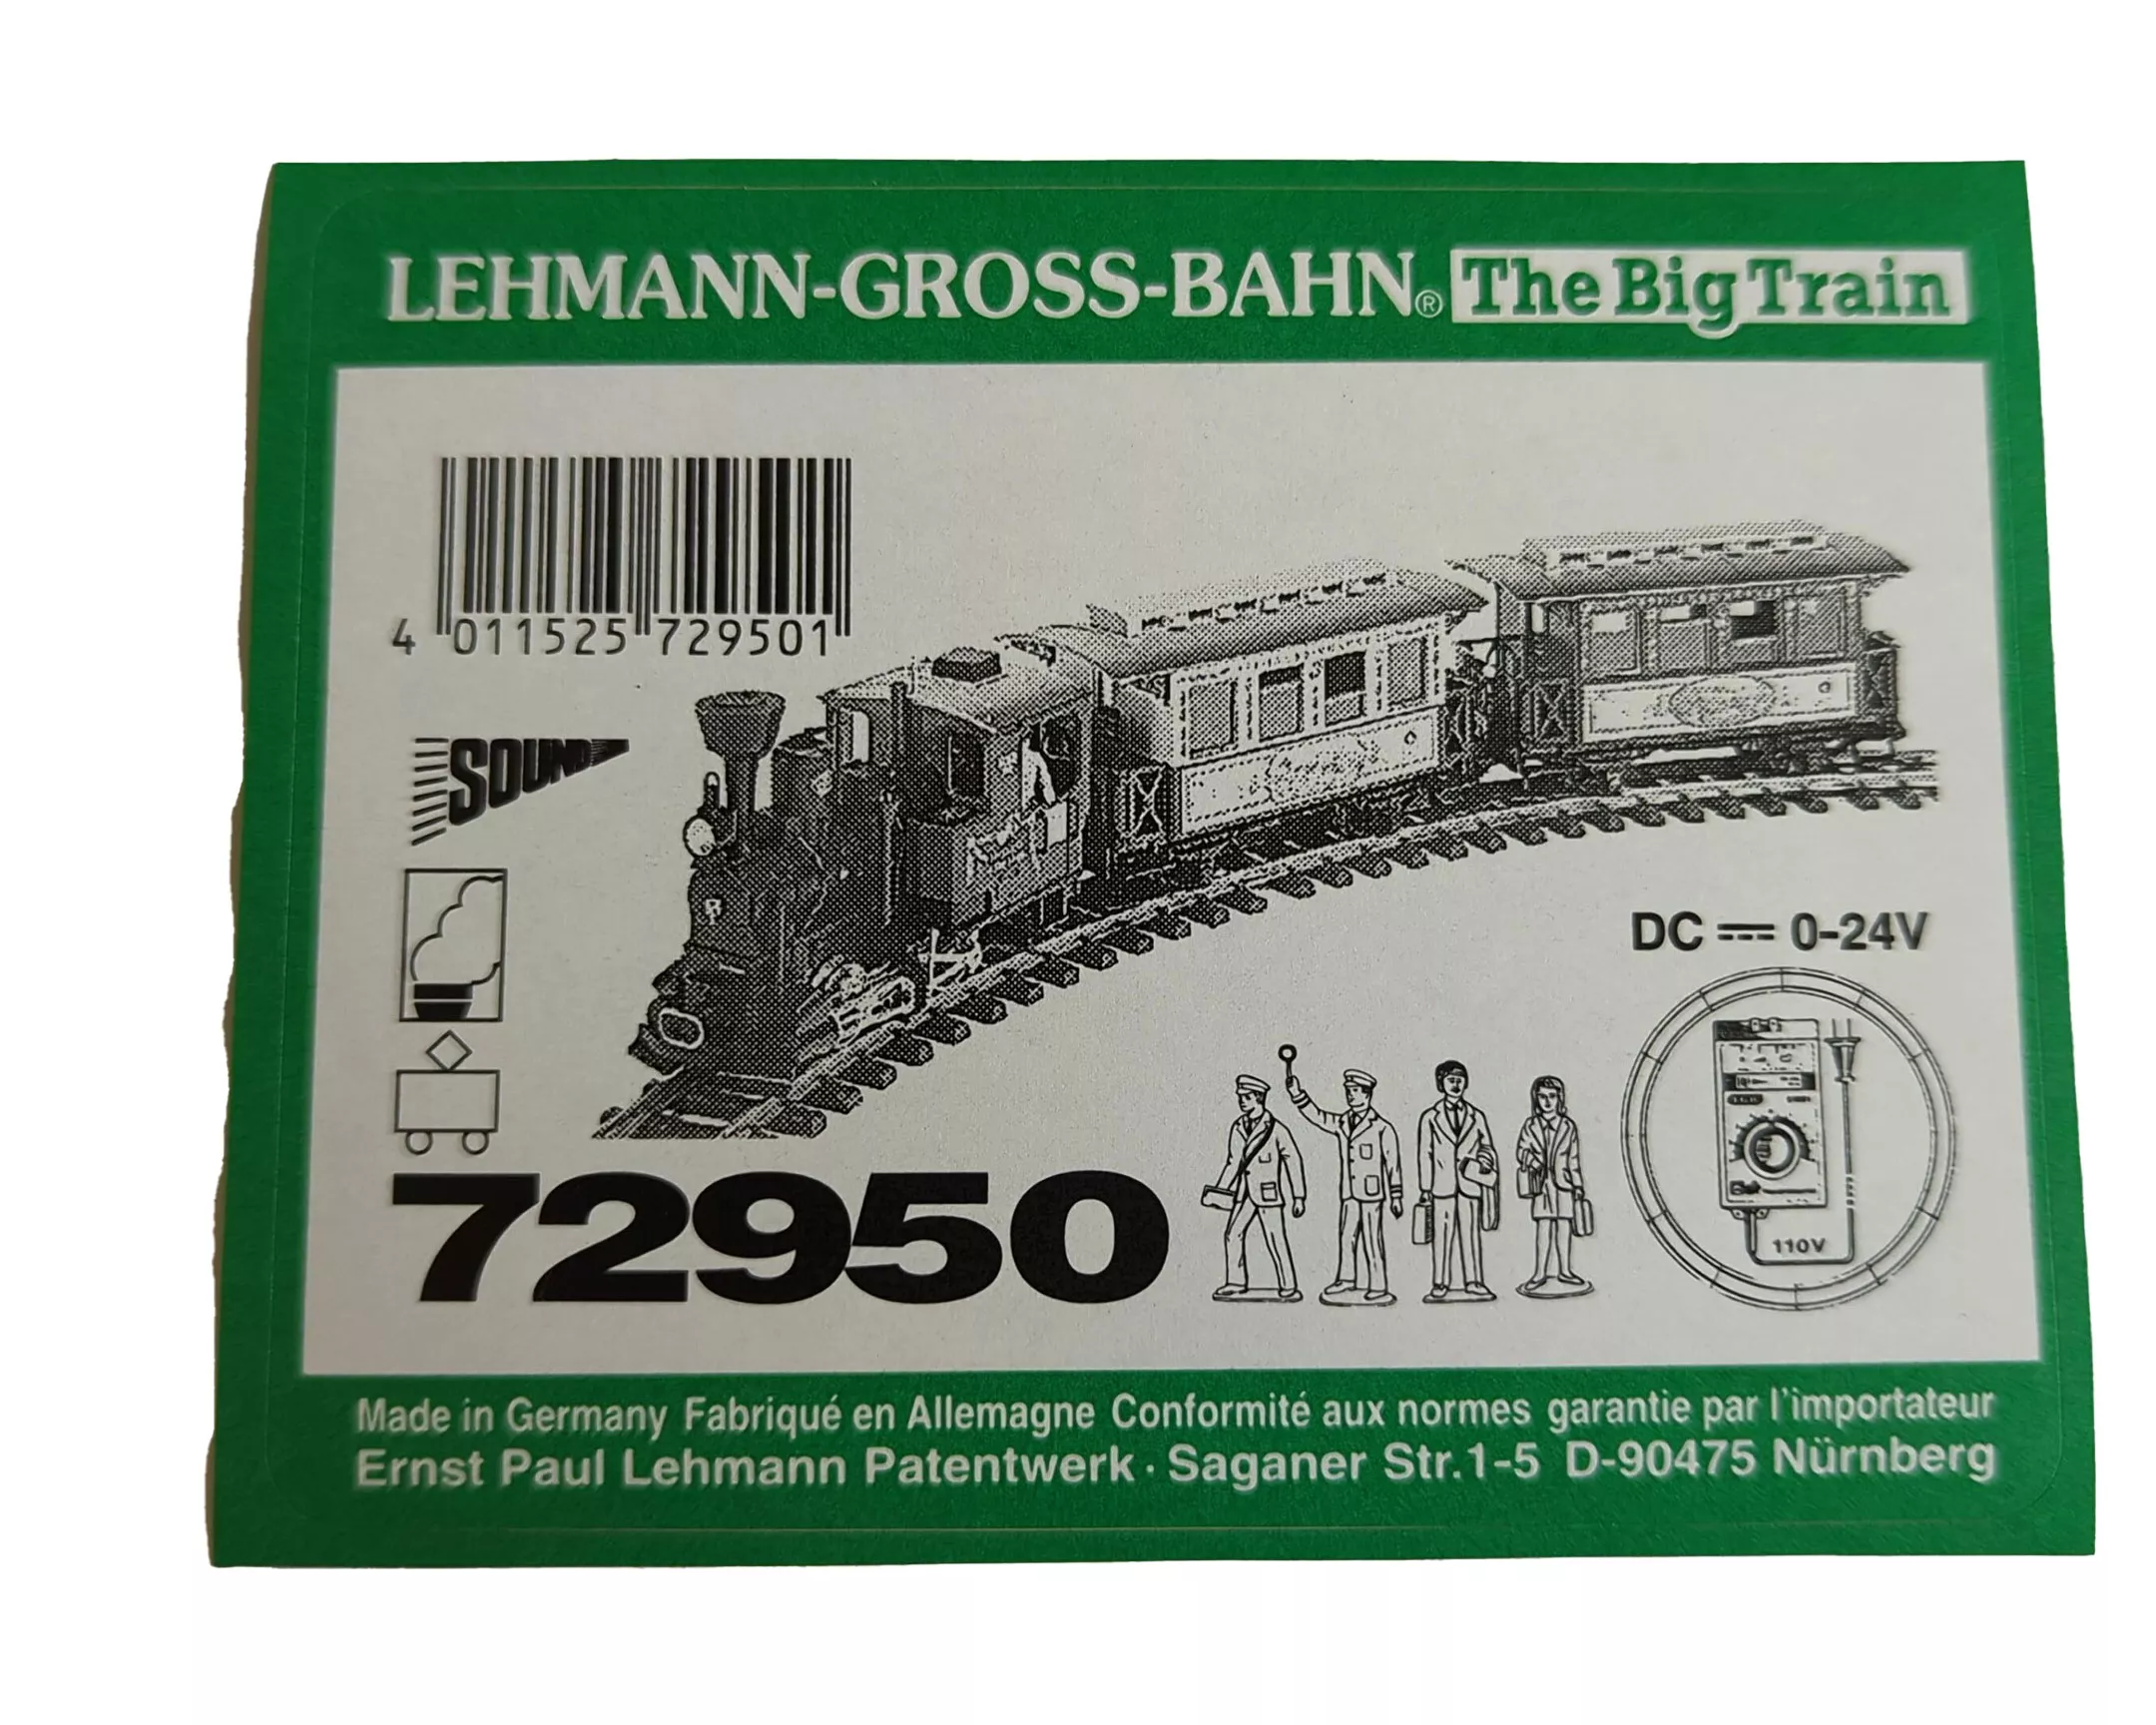 LEHMANN-GROSS-BAHN® The Big Train
4 011525 729501
SOUND
DC 0-24V
110V
72950
Made in Germany Fabriqué en Allemagne Conformité aux normes garantie par l'importateur
Ernst Paul Lehmann Patentwerk · Saganer Str.1-5 D-90475 Nürnberg